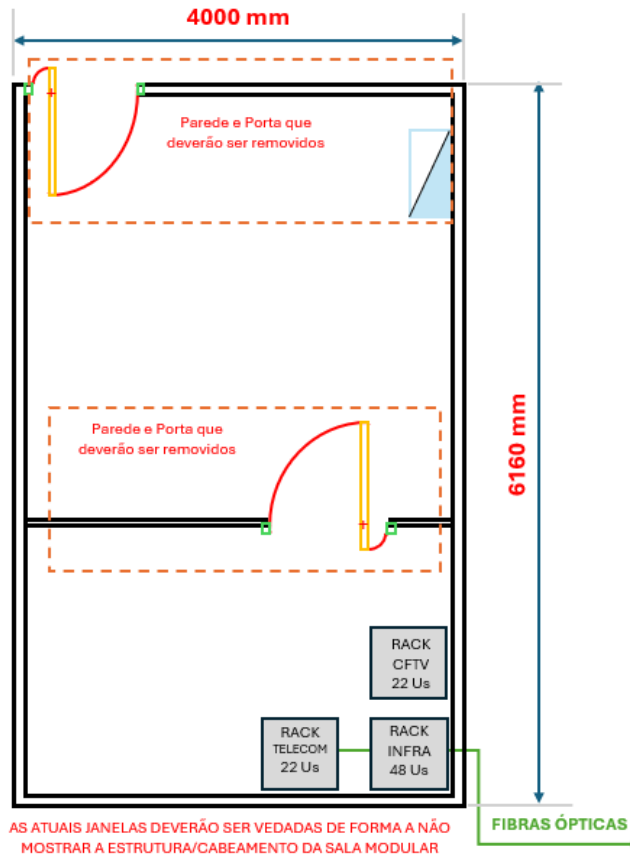 4000 mm
Parede e Porta que
deverão ser removidos
6160 mm
Parede e Porta que
deverão ser removidos
RACK
CFTV
22 Us
RACK
TELECOM
22 Us
RACK
INFRA
48 Us
FIBRAS ÓPTICAS
AS ATUAIS JANELAS DEVERÃO SER VEDADAS DE FORMA A NÃO
MOSTRAR A ESTRUTURA/CABEAMENTO DA SALA MODULAR